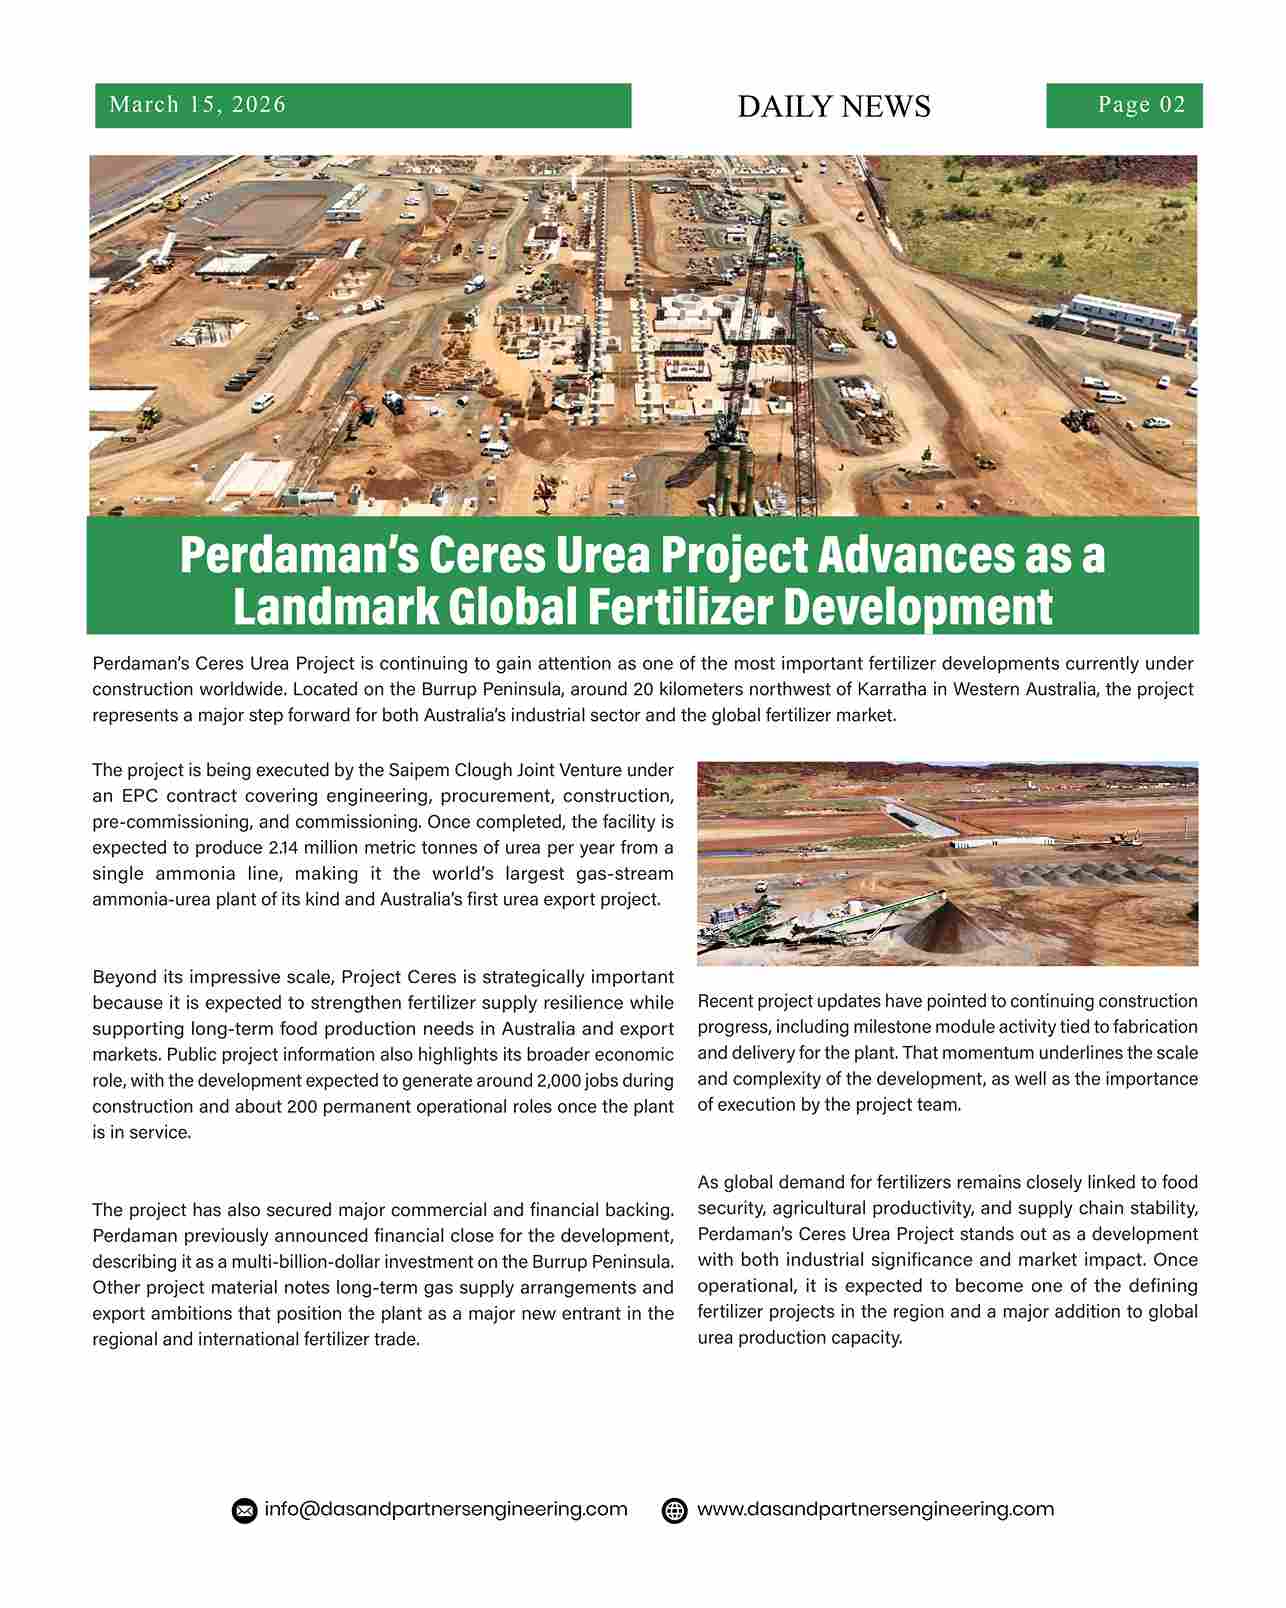 March 15, 2026
DAILY NEWS
Page 02
Perdaman's Ceres Urea Project Advances as a
Landmark Global Fertilizer Development
Perdaman's Ceres Urea Project is continuing to gain attention as one of the most important fertilizer developments currently under
construction worldwide. Located on the Burrup Peninsula, around 20 kilometers northwest of Karratha in Western Australia, the project
represents a major step forward for both Australia's industrial sector and the global fertilizer market.
The project is being executed by the Saipem Clough Joint Venture under
an EPC contract covering engineering, procurement, construction,
pre-commissioning, and commissioning. Once completed, the facility is
expected to produce 2.14 million metric tonnes of urea per year from a
single ammonia line, making it the world's largest gas-stream
ammonia-urea plant of its kind and Australia's first urea export project.
Beyond its impressive scale, Project Ceres is strategically important
because it is expected to strengthen fertilizer supply resilience while
supporting long-term food production needs in Australia and export
markets. Public project information also highlights its broader economic
role, with the development expected to generate around 2,000 jobs during
construction and about 200 permanent operational roles once the plant
is in service.
The project has also secured major commercial and financial backing.
Perdaman previously announced financial close for the development,
describing it as a multi-billion-dollar investment on the Burrup Peninsula.
Other project material notes long-term gas supply arrangements and
export ambitions that position the plant as a major new entrant in the
regional and international fertilizer trade.
Recent project updates have pointed to continuing construction
progress, including milestone module activity tied to fabrication
and delivery for the plant. That momentum underlines the scale
and complexity of the development, as well as the importance
of execution by the project team.
As global demand for fertilizers remains closely linked to food
security, agricultural productivity, and supply chain stability,
Perdaman's Ceres Urea Project stands out as a development
with both industrial significance and market impact. Once
operational, it is expected to become one of the defining
fertilizer projects in the region and a major addition to global
urea production capacity.
info@dasandpartnersengineering.com
www.dasandpartnersengineering.com